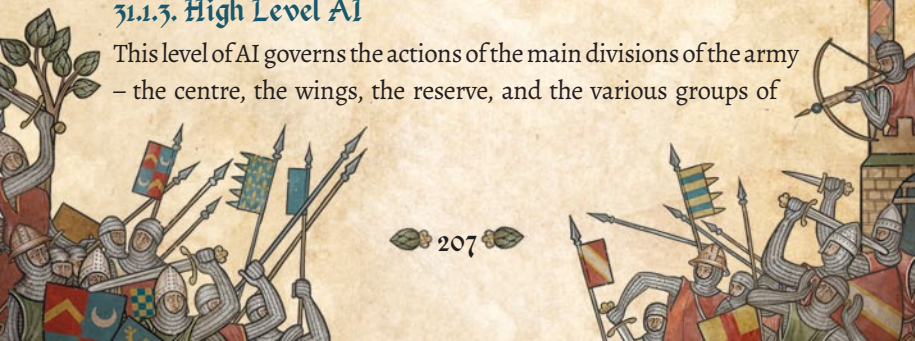 31.1.3. High Level AI
This level of AI governs the actions of the main divisions of the army
– the centre, the wings, the reserve, and the various groups of
207